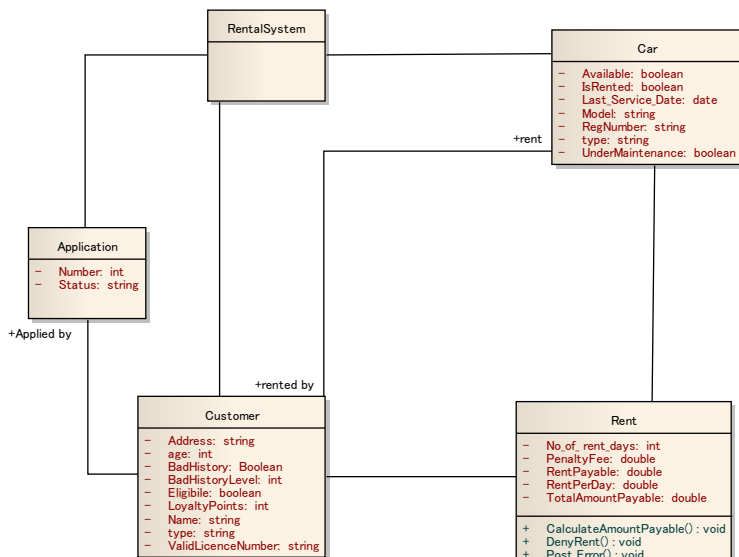 RentalSystem
Car
- Available: boolean
- IsRented: boolean
- Last_Service_Date: date
- Model: string
- RegNumber: string
- type: string
- UnderMaintenance: boolean
+rent
Application
- Number: int
- Status: string
+Applied by
+rented by
Customer
- Address: string
- age: int
- BadHistory: Boolean
- BadHistoryLevel: int
- Eligibile: boolean
- LoyaltyPoints: int
- Name: string
- type: string
- ValidLicenceNumber: string
Rent
- No_of_ rent_days: int
- PenaltyFee: double
- RentPayable: double
- RentPerDay: double
- TotalAmountPayable: double
+ CalculateAmountPayable() : void
+ DenyRent() : void
+ Post_Error() : void